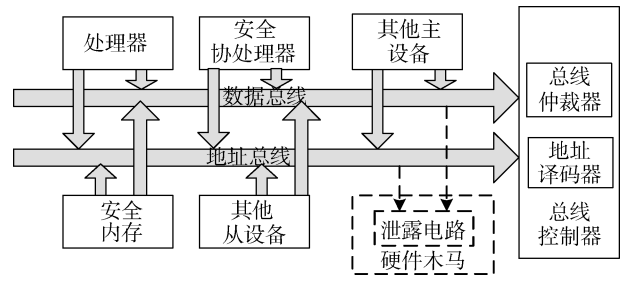 处理器
安全
协处理器
其他主
设备
数据总线
地址总线
安全
内存
其他
从设备
泄露电路
硬件木马
总线
仲裁器
地址
译码器
总线
控制器